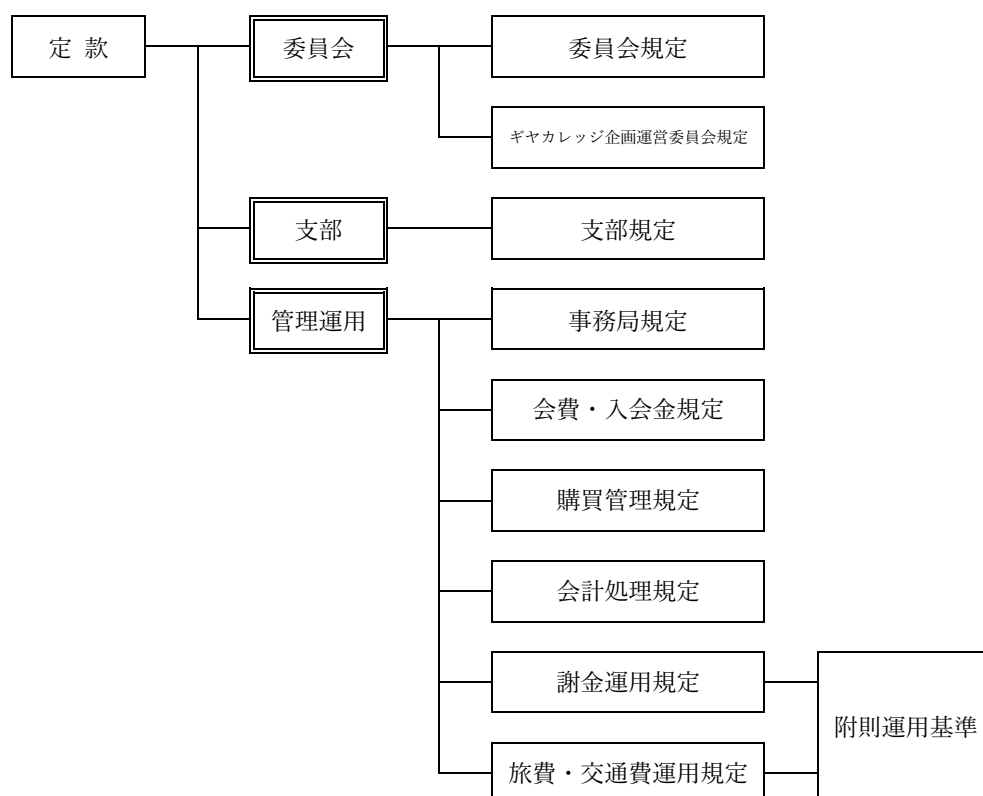 定 款
委員会
委員会規定
ギヤカレッジ企画運営委員会規定
支部
支部規定
管理運用
事務局規定
会費・入会金規定
購買管理規定
会計処理規定
謝金運用規定
附則運用基準
旅費・交通費運用規定